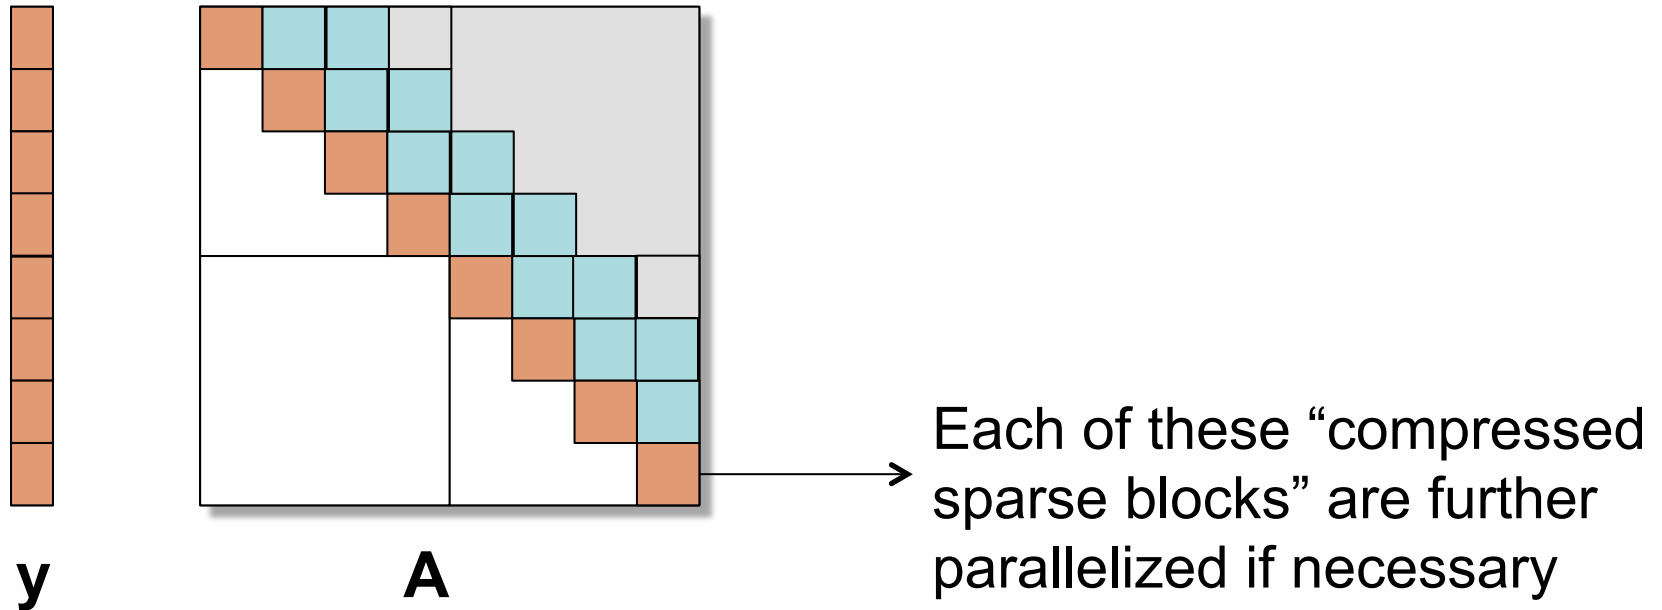 y
A
Each of these “compressed
sparse blocks” are further
parallelized if necessary